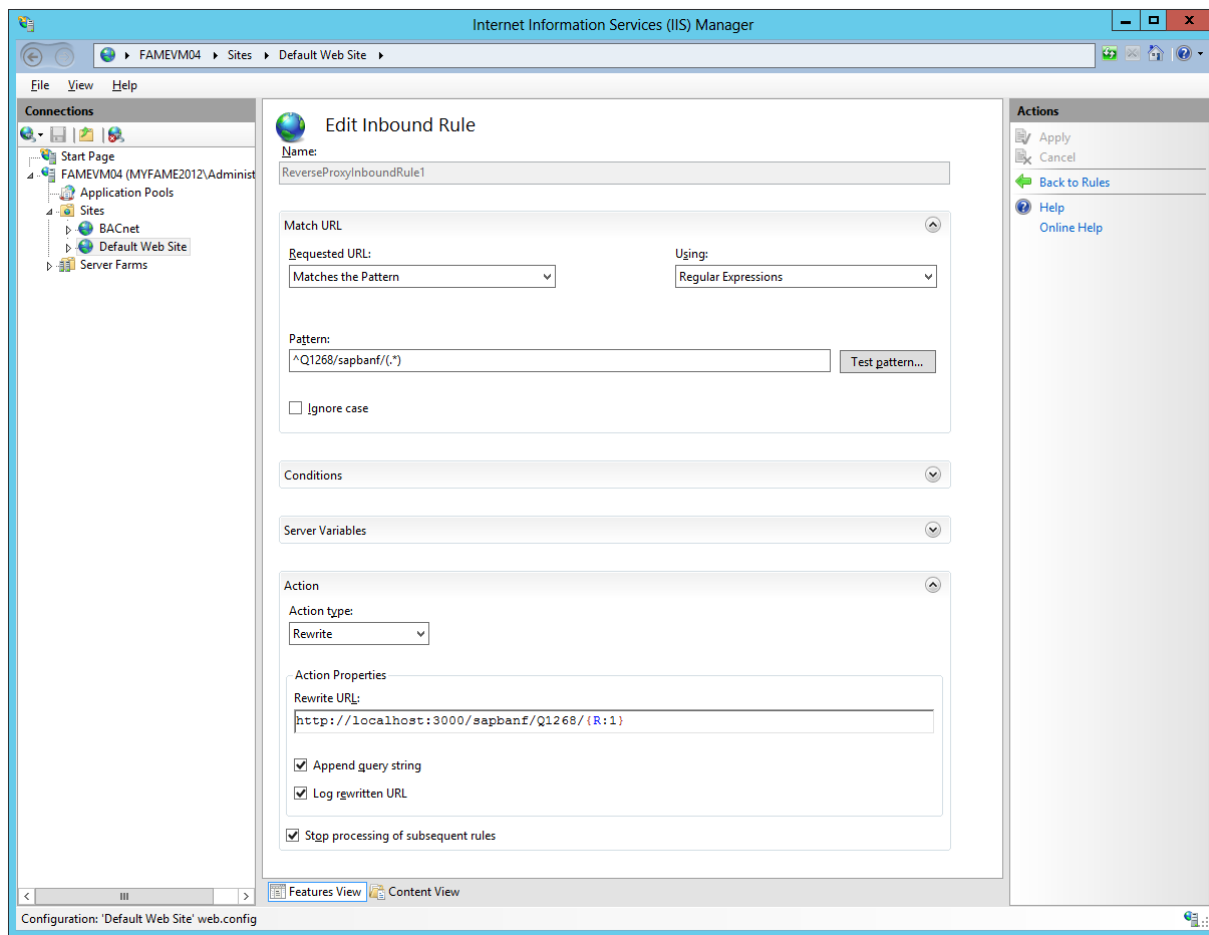 Internet Information Services (IIS) Manager
FAMEVM04 Sites Default Web Site
File View Help
Connections
Start Page
FAMEVM04 (MYFAME2012\Administ
Application Pools
Sites
BACnet
Default Web Site
Server Farms
Edit Inbound Rule
Name:
ReverseProxyInboundRule1
Match URL
Requested URL: Using:
Matches the Pattern Regular Expressions
Pattern:
^Q1268/sapbanf/(.*) Test pattern...
Ignore case
Conditions
Server Variables
Action
Action type:
Rewrite
Action Properties
Rewrite URL:
http://localhost:3000/sapbanf/Q1268/{R:1}
Append query string
Log rewritten URL
Stop processing of subsequent rules
Features View Content View
Actions
Apply
Cancel
Back to Rules
Help
Online Help
Configuration: 'Default Web Site' web.config